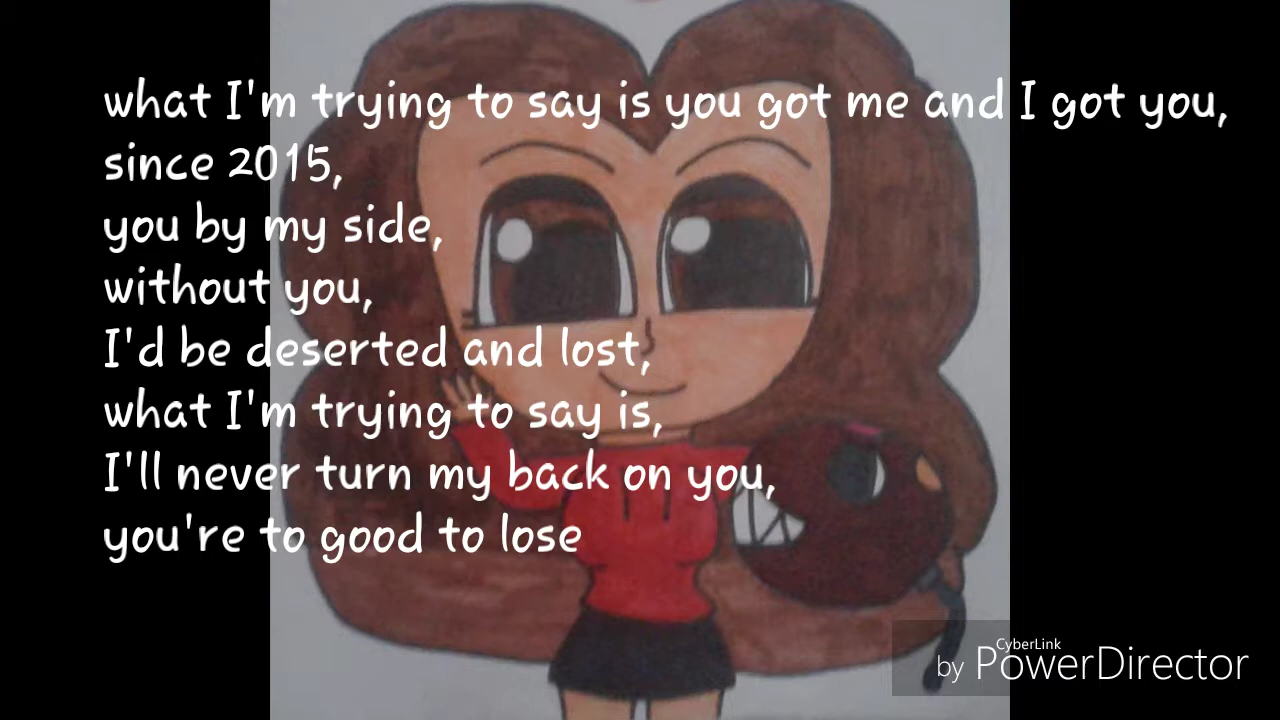 what I'm trying to say is you got me and I got you,
since 2015,
you by my side,
without you,
I'd be deserted and lost,
what I'm trying to say is,
I'll never turn my back on you,
you're to good to lose
CyberLink
by PowerDirector